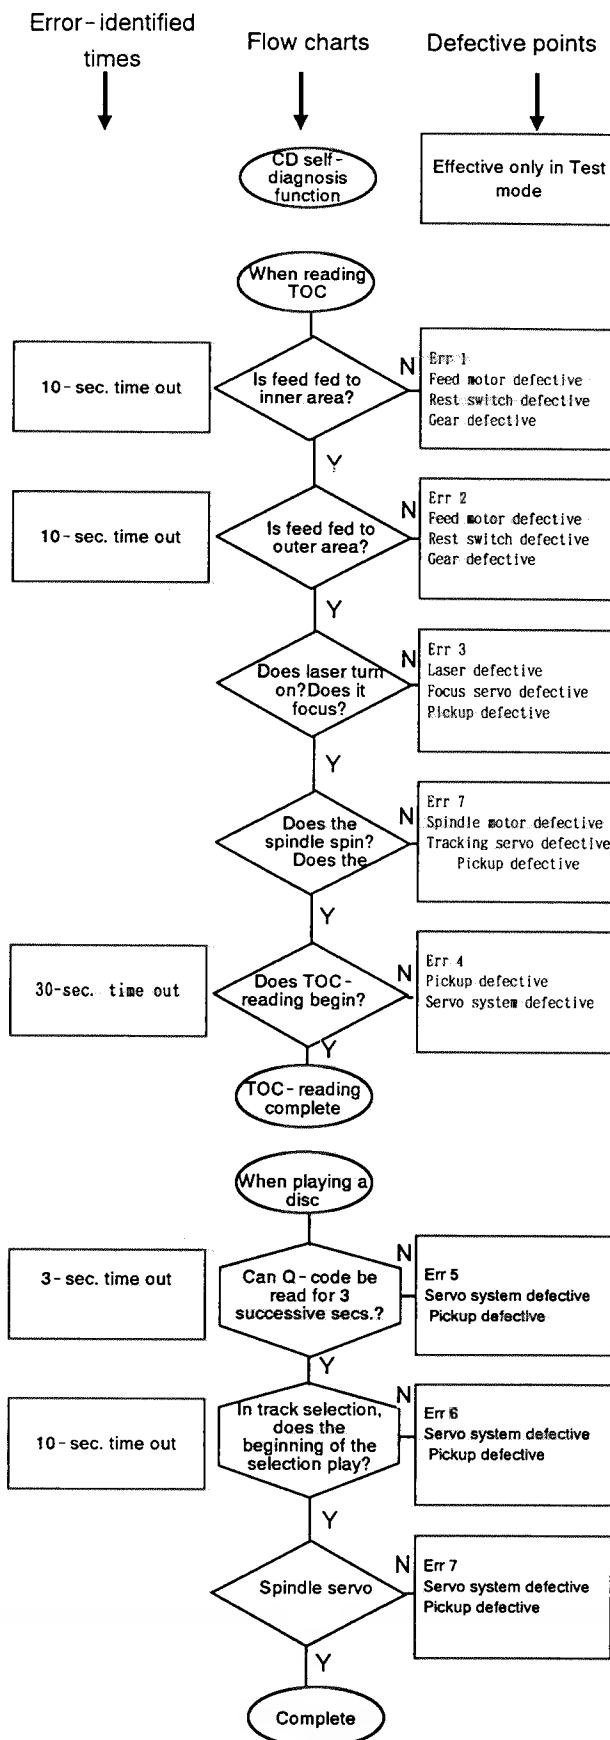 Error-identified
times
Flow charts
Defective points
CD self-
diagnosis
function
Effective only in Test
mode
When reading
TOC
10- sec. time out
Is feed fed to
inner area?
N
Err 1
Feed motor defective
Rest switch defective
Gear defective
Y
10- sec. time out
Is feed fed to
outer area?
N
Err 2
Feed motor defective
Rest switch defective
Gear defective
Y
Does laser turn
on?Does it
focus?
N
Err 3
Laser defective
Focus servo defective
Pickup defective
Y
Does the
spindle spin?
Does the
N
Err 7
Spindle motor defective
Tracking servo defective
Pickup defective
Y
30-sec. time out
Does TOC-
reading begin?
N
Err 4
Pickup defective
Servo system defective
Y
TOC- reading
complete
When playing a
disc
3- sec. time out
Can Q- code be
read for 3
successive secs.?
N
Err 5
Servo system defective
Pickup defective
Y
10- sec. time out
In track selection,
does the
beginning of the
selection play?
N
Err 6
Servo system defective
Pickup defective
Y
Spindle servo
N
Err 7
Servo system defective
Pickup defective
Y
Complete